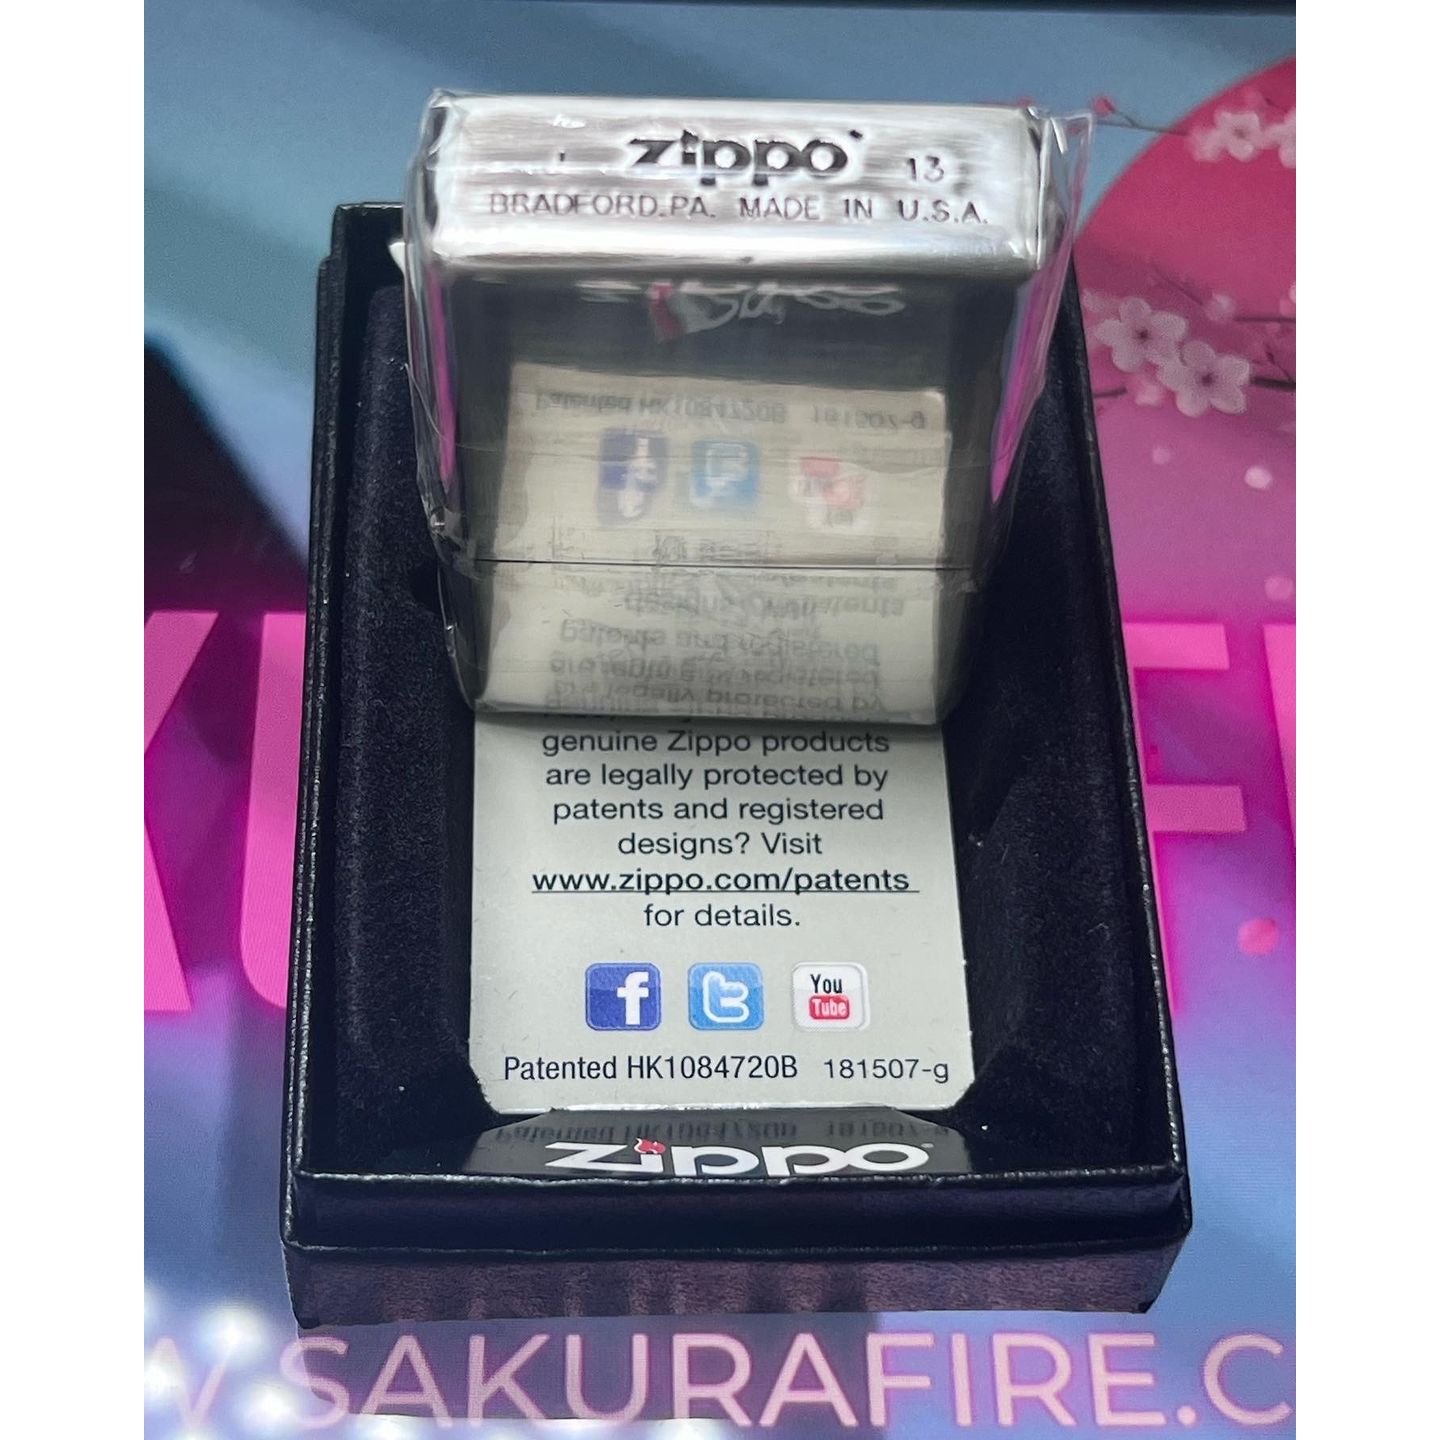 zippo 13
BRADFORD.PA. MADE IN U.S.A.
genuine Zippo products
are legally protected by
patents and registered
designs? Visit
www.zippo.com/patents
for details.
f t You Tube
Patented HK1084720B 181507-g
zippo
SAKURAFIRE.C